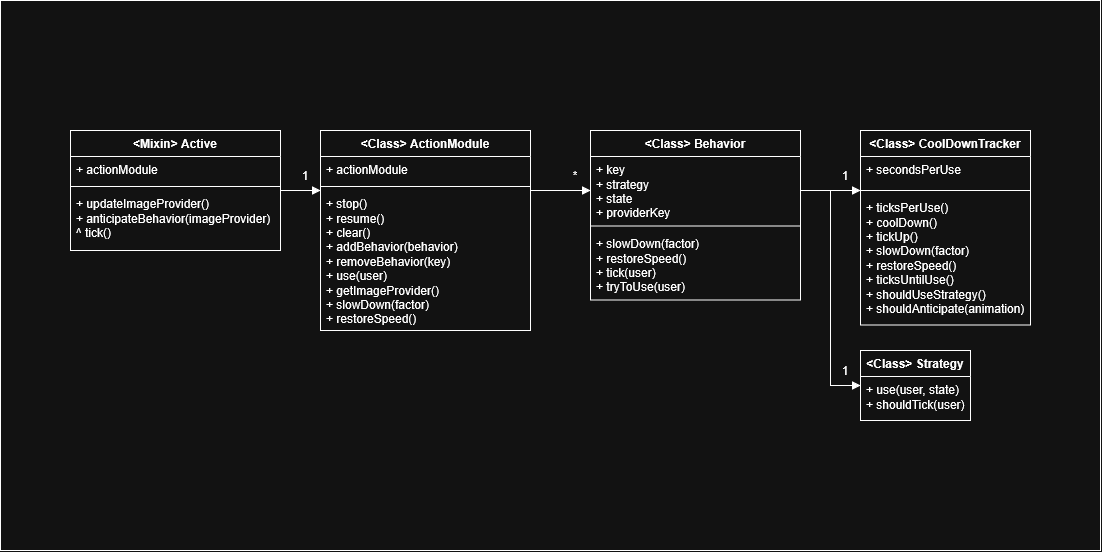 <Mixin> Active
+ actionModule
+ updateImageProvider()
+ anticipateBehavior(imageProvider)
^ tick()
1
<Class> ActionModule
+ actionModule
+ stop()
+ resume()
+ clear()
+ addBehavior(behavior)
+ removeBehavior(key)
+ use(user)
+ getImageProvider()
+ slowDown(factor)
+ restoreSpeed()
*
<Class> Behavior
+ key
+ strategy
+ state
+ providerKey
+ slowDown(factor)
+ restoreSpeed()
+ tick(user)
+ tryToUse(user)
1
<Class> CoolDownTracker
+ secondsPerUse
+ ticksPerUse()
+ coolDown()
+ tickUp()
+ slowDown(factor)
+ restoreSpeed()
+ ticksUntilUse()
+ shouldUseStrategy()
+ shouldAnticipate(animation)
1
<Class> Strategy
+ use(user, state)
+ shouldTick(user)